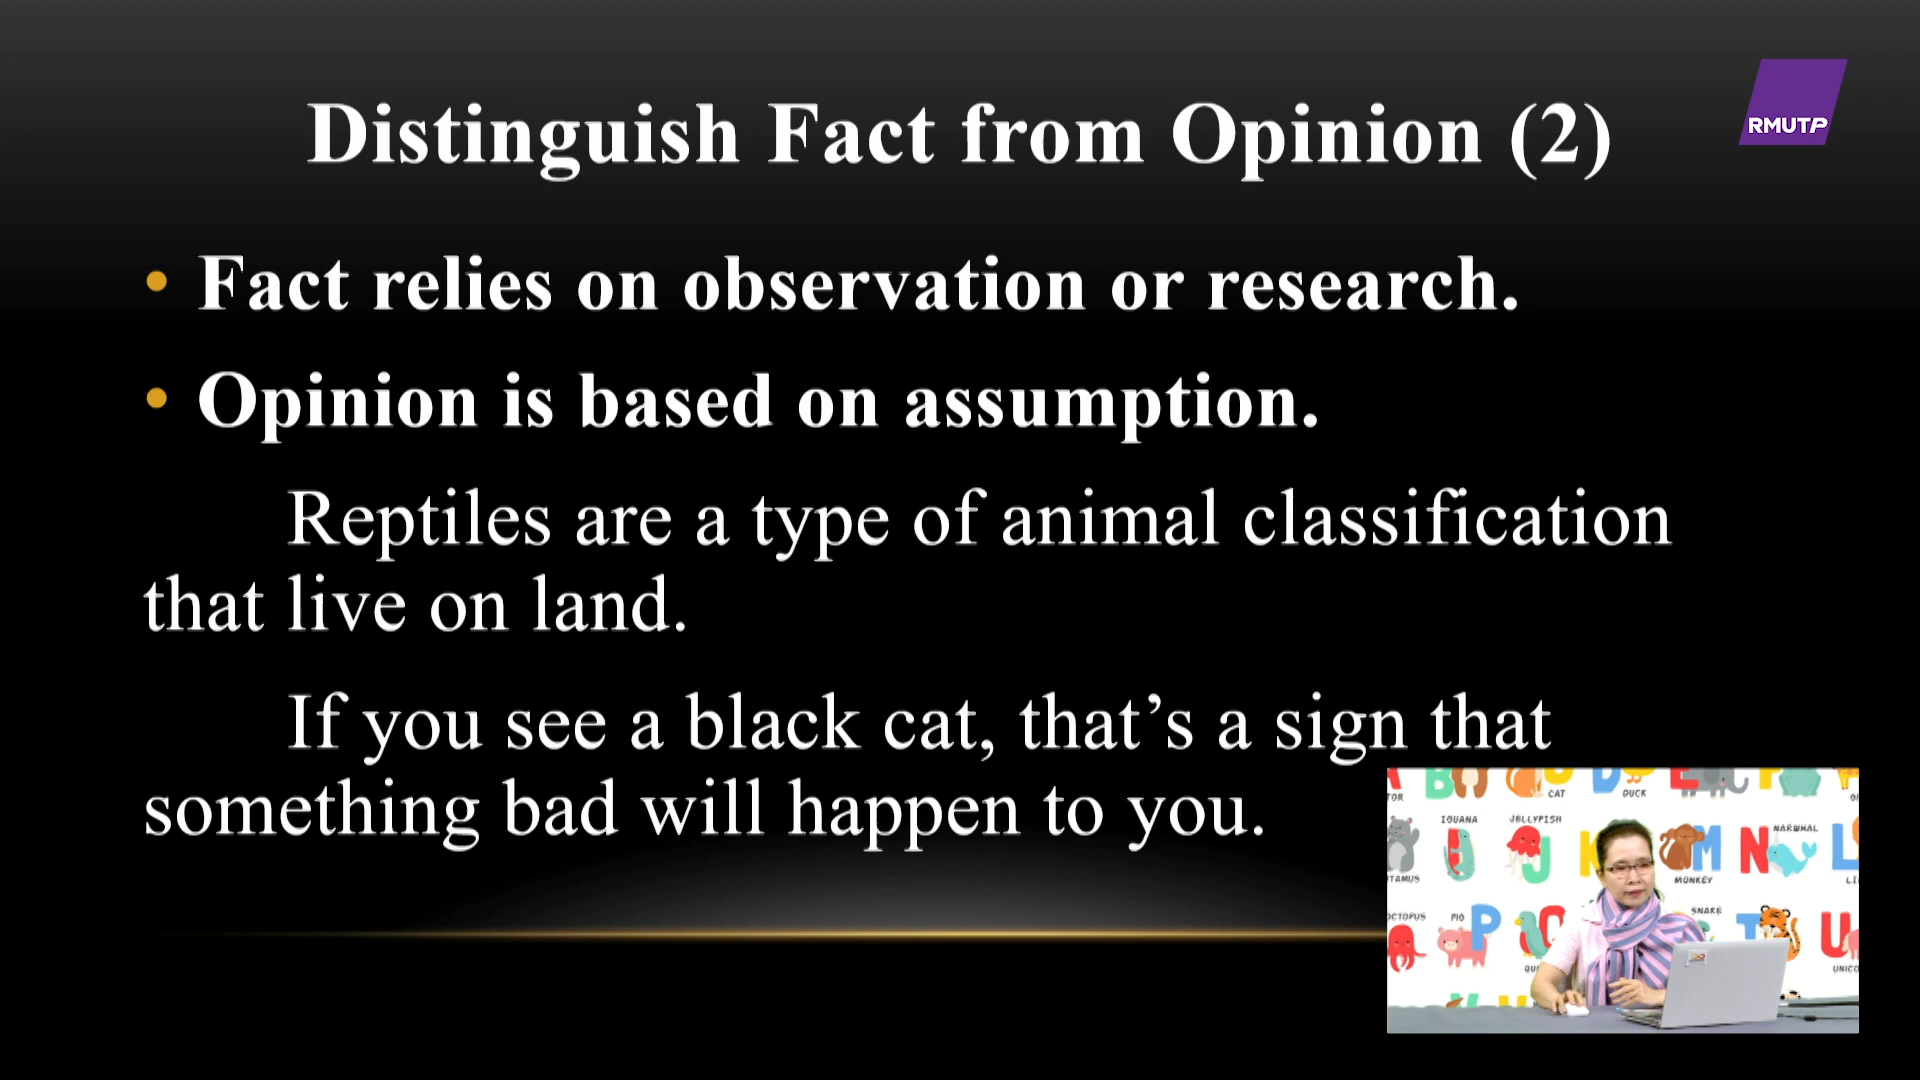 Distinguish Fact from Opinion (2)
RMUTP
• Fact relies on observation or research.
• Opinion is based on assumption.
Reptiles are a type of animal classification
that live on land.
If you see a black cat, that’s a sign that
something bad will happen to you.
CAT
DUCK
IGUANA
JELLYFISH
NARWHAL
MONKEY
OCTOPUS
PIG
SNAKE